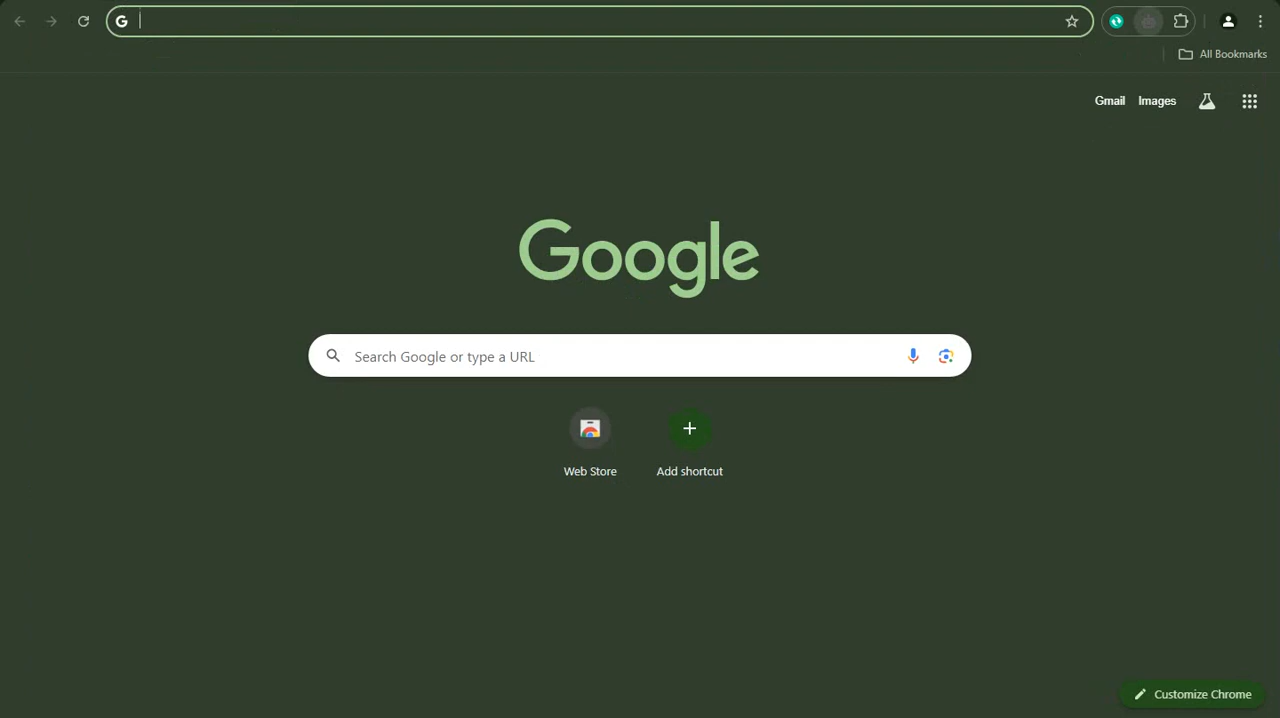 All Bookmarks
Gmail Images
Google
Search Google or type a URL
Web Store Add shortcut
Customize Chrome